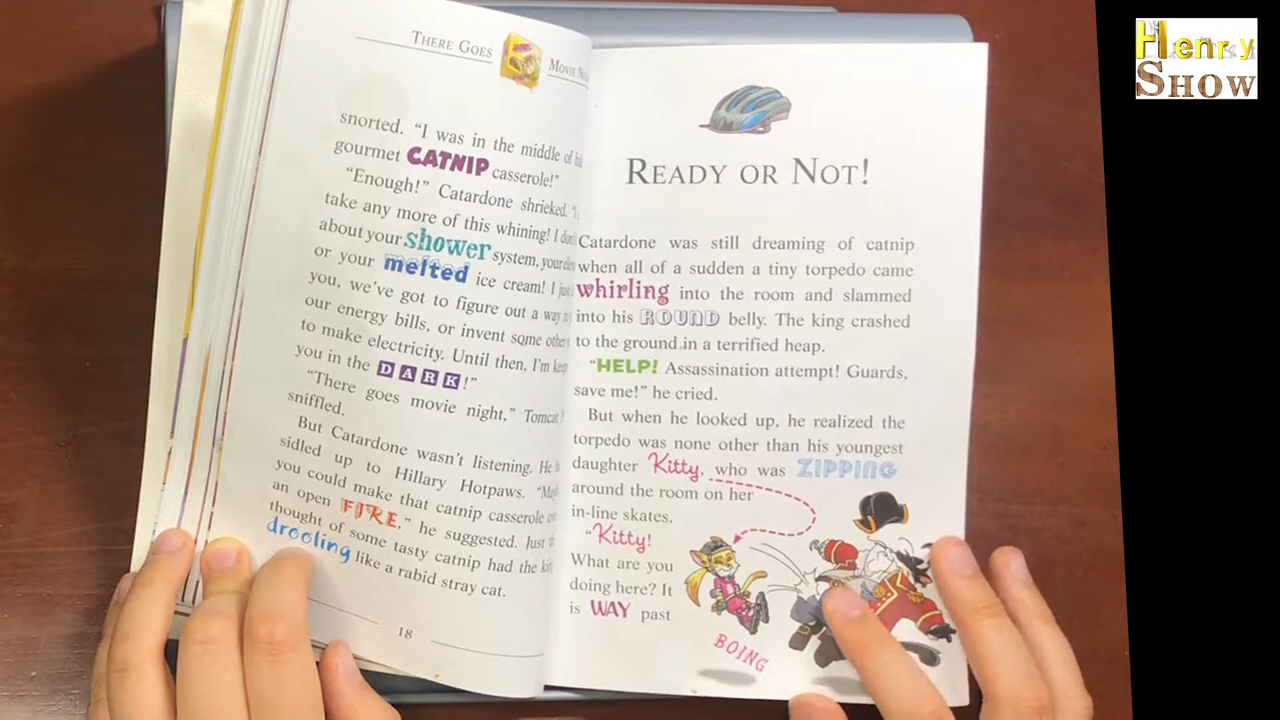 Henry
SHOW
THERE GOES MOVIE
snorted. "I was in the middle of
gourmet CATNIP casserole!"
"Enough!" Catardone shrieked.
take any more of this whining! I
about your shower system, your
or your melted ice cream! I
you, we've got to figure out a way
our energy bills, or invent some other
to make electricity. Until then, I'm
you in the DARK!"
"There goes movie night," Tomcat
sniffled.
But Catardone wasn't listening. He
sidled up to Hillary Hotpaws.
you could make that catnip casserole
an open FIRE," he suggested. Just
thought of some tasty catnip had the
drooling like a rabid stray cat.
18
READY OR NOT!
Catardone was still dreaming of catnip
when all of a sudden a tiny torpedo came
whirling into the room and slammed
into his ROUND belly. The king crashed
to the ground in a terrified heap.
"HELP! Assassination attempt! Guards,
save me!" he cried.
But when he looked up, he realized the
torpedo was none other than his youngest
daughter Kitty, who was ZIPPING
around the room on her
in-line skates.
"Kitty!
What are you
doing here? It
is WAY past
BOING